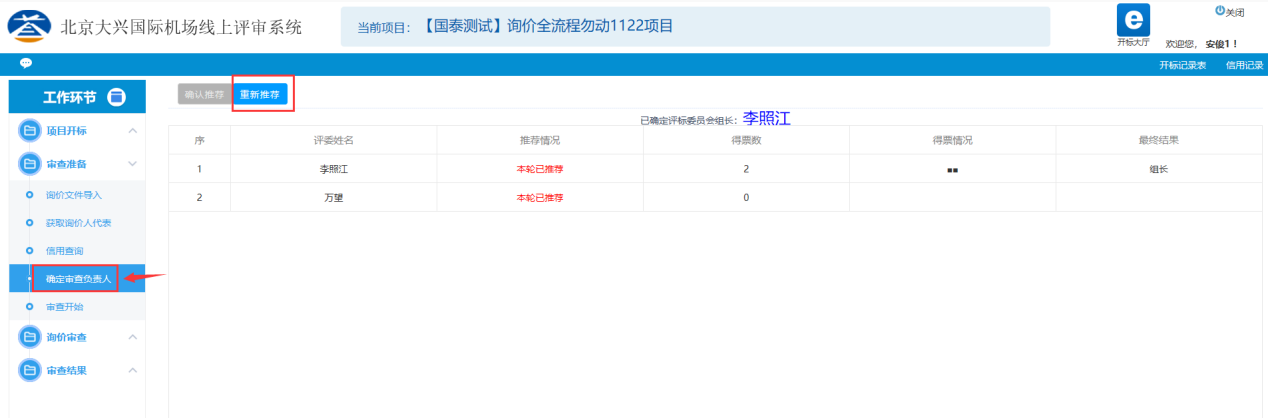 北京大兴国际机场线上评审系统
当前项目：【国泰测试】询价全流程勿动1122项目
开标大厅
关闭
欢迎您，安俊1！
开标记录表 信用记录
工作环节
项目开标
审查准备
询价文件导入
获取询价人代表
信用查询
确定审查负责人
审查开始
询价审查
审查结果
确认推荐 重新推荐
已确定评标委员会组长：李照江
序 评委姓名 推荐情况 得票数 得票情况 最终结果
1 李照江 本轮已推荐 2 ■■ 组长
2 万望 本轮已推荐 0